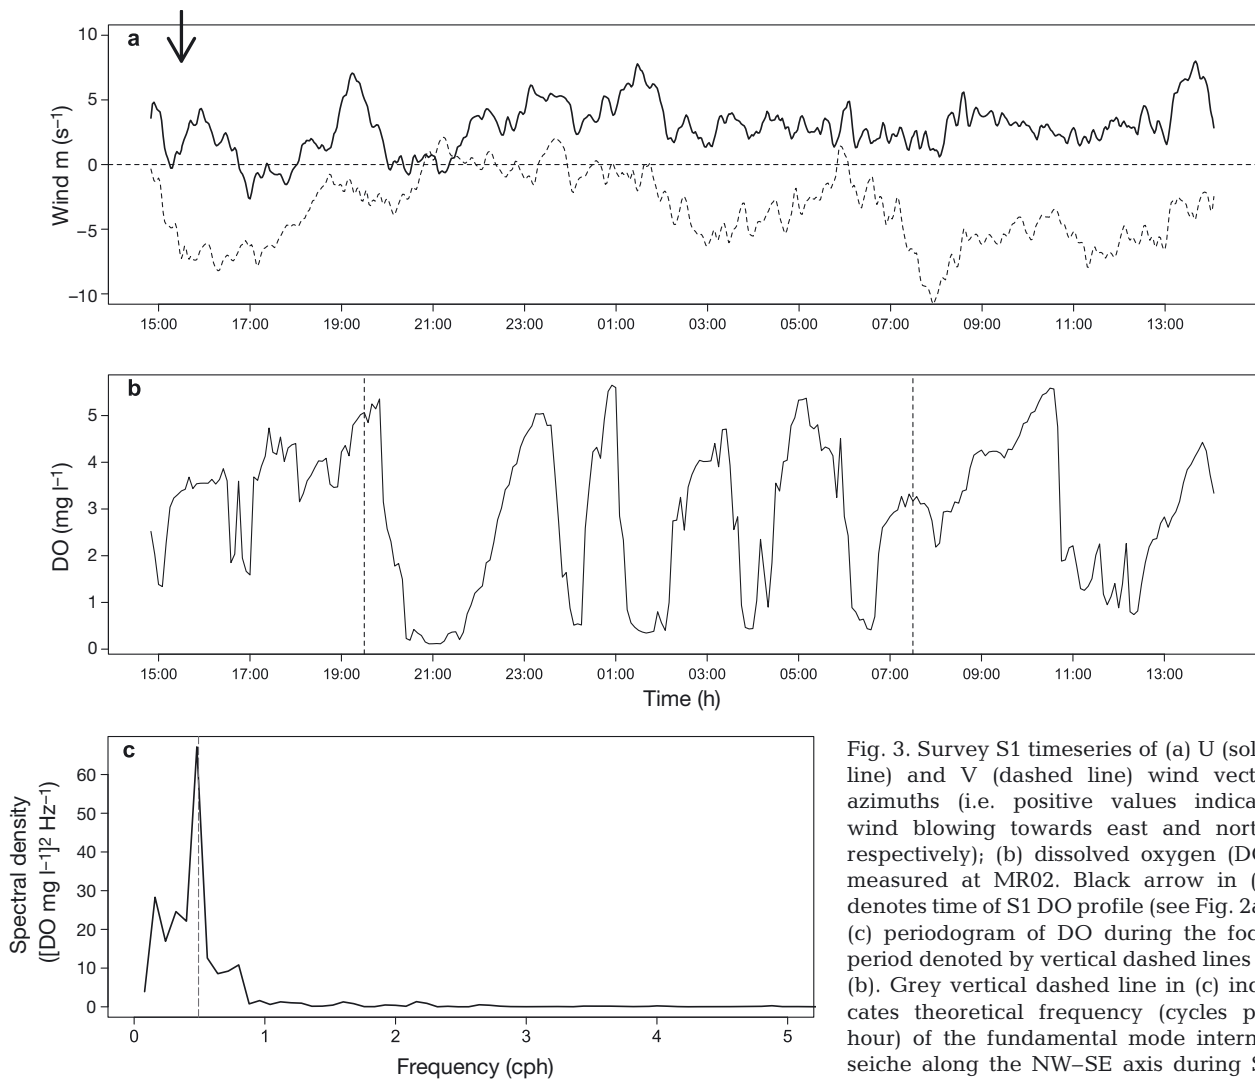 a
10
5
0
−5
−10
Wind m (s⁻¹)
15:00 17:00 19:00 21:00 23:00 01:00 03:00 05:00 07:00 09:00 11:00 13:00
b
5
4
3
2
1
0
DO (mg l⁻¹)
15:00 17:00 19:00 21:00 23:00 01:00 03:00 05:00 07:00 09:00 11:00 13:00
Time (h)
c
60
50
40
30
20
10
0
Spectral density
([DO mg l⁻¹]² Hz⁻¹)
0 1 2 3 4 5
Frequency (cph)
Fig. 3. Survey S1 timeseries of (a) U (sol
line) and V (dashed line) wind vect
azimuths (i.e. positive values indica
wind blowing towards east and nort
respectively); (b) dissolved oxygen (DO
measured at MR02. Black arrow in (
denotes time of S1 DO profile (see Fig. 2a
(c) periodogram of DO during the foc
period denoted by vertical dashed lines
(b). Grey vertical dashed line in (c) ind
cates theoretical frequency (cycles p
hour) of the fundamental mode intern
seiche along the NW–SE axis during S